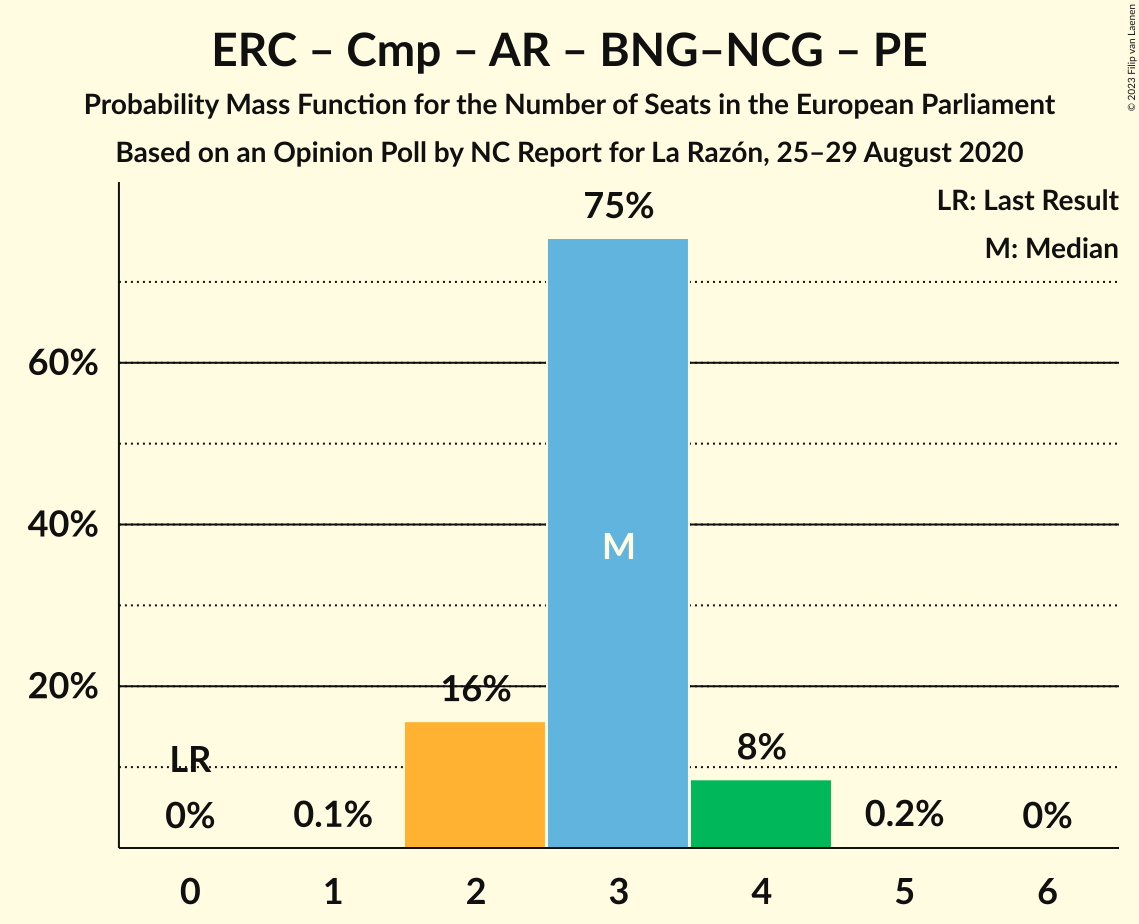 ERC – Cmp – AR – BNG–NCG – PE
Probability Mass Function for the Number of Seats in the European Parliament
Based on an Opinion Poll by NC Report for La Razón, 25–29 August 2020
© 2023 Filip van Laenen
LR: Last Result
M: Median
75%
60%
40%
M
20%
16%
LR
8%
0%
0.1%
0.2%
0%
0
1
2
3
4
5
6